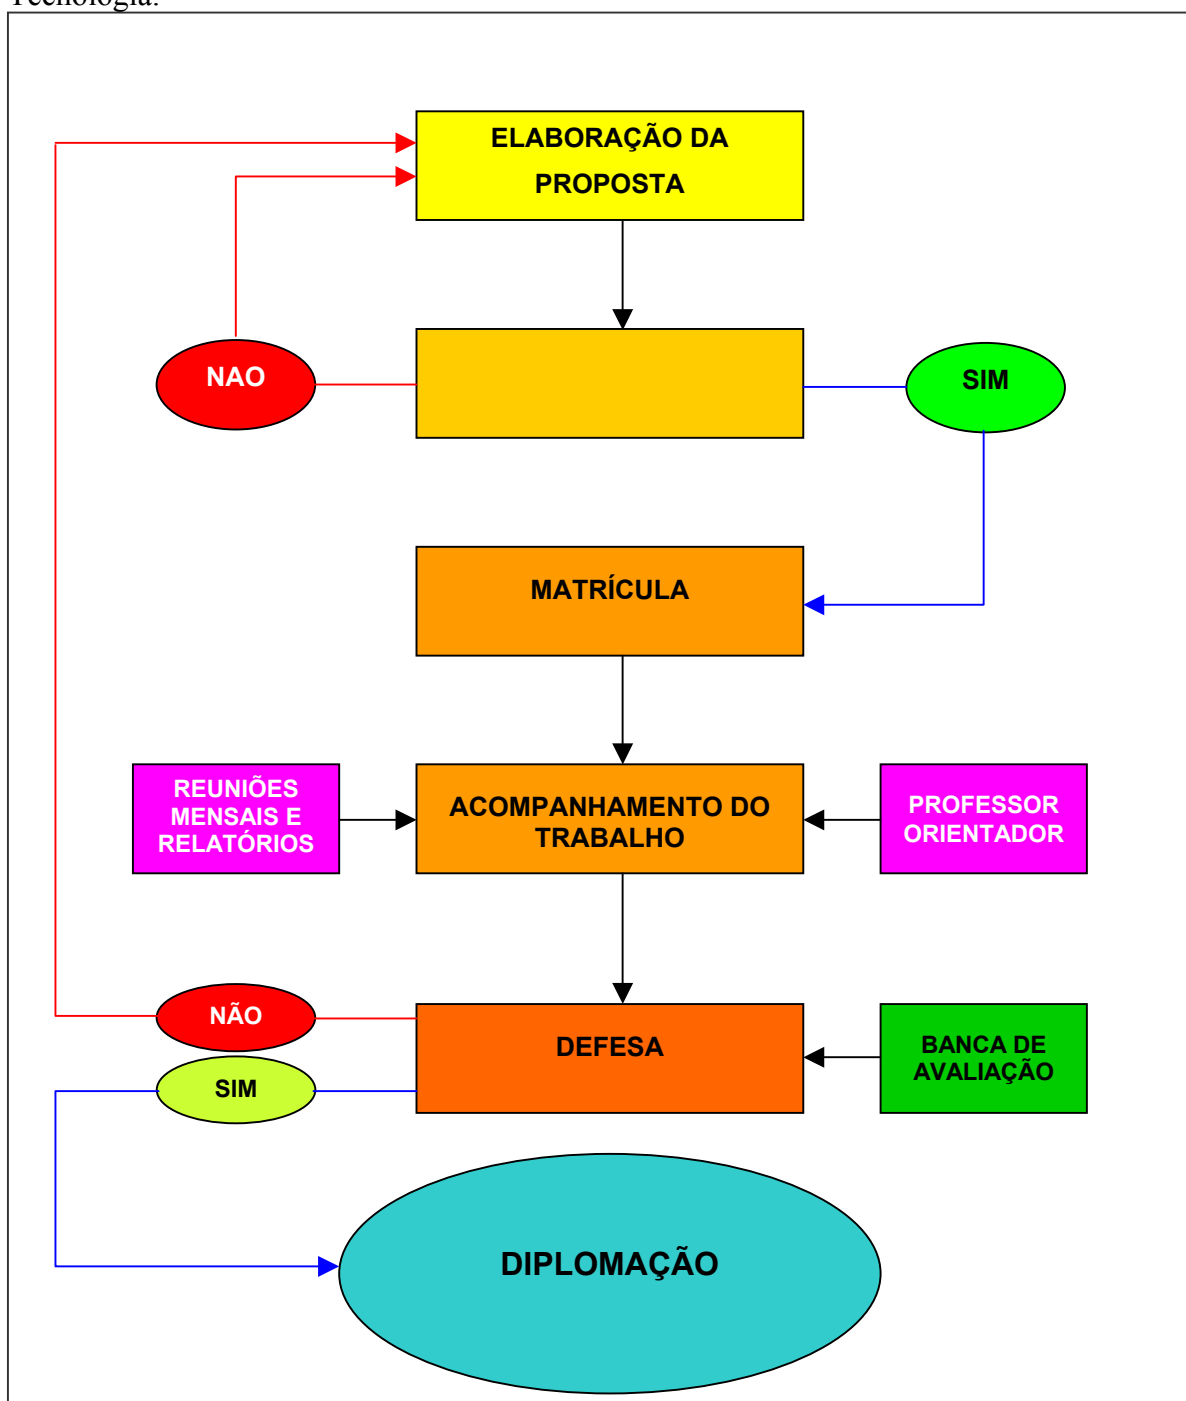 Tecnologia.
ELABORAÇÃO DA
PROPOSTA
NAO
SIM
MATRÍCULA
REUNIÕES
MENSAIS E
RELATÓRIOS
ACOMPANHAMENTO DO
TRABALHO
PROFESSOR
ORIENTADOR
NÃO
SIM
DEFESA
BANCA DE
AVALIAÇÃO
DIPLOMAÇÃO